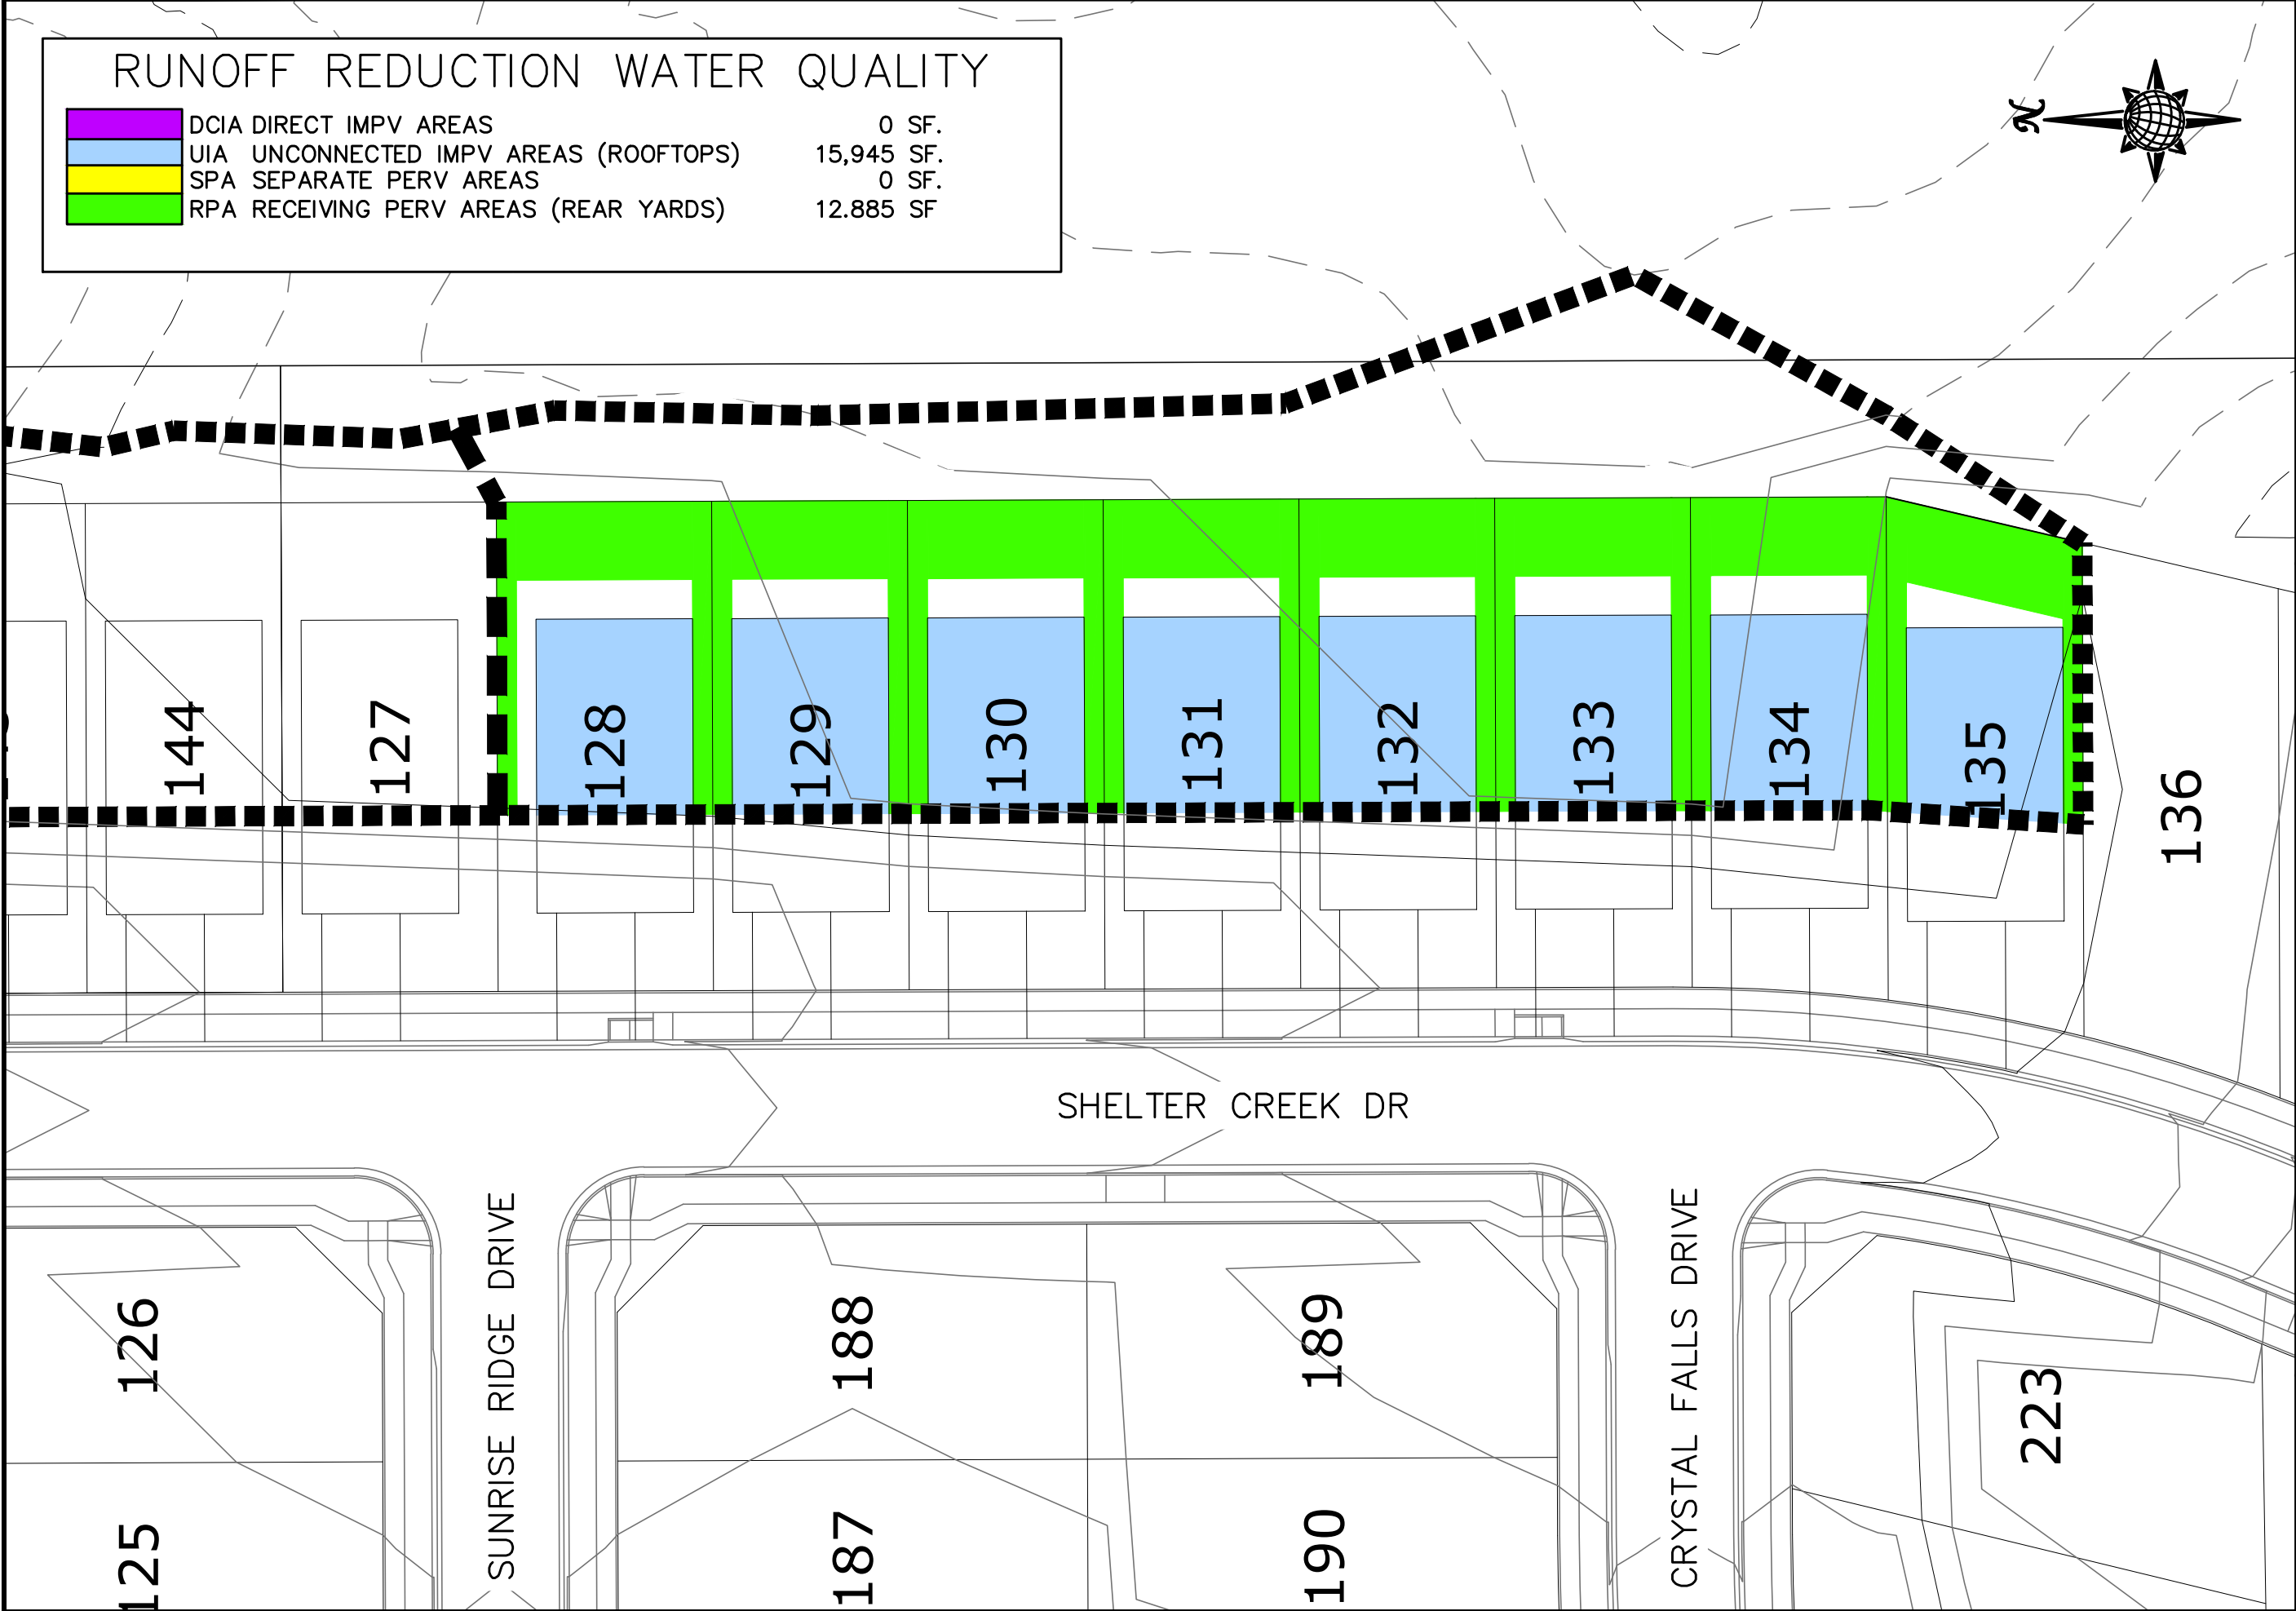 RUNOFF REDUCTION WATER QUALITY
DCIA DIRECT IMPV AREAS 0 SF.
UIA UNCONNECTED IMPV AREAS (ROOFTOPS) 15,945 SF.
SPA SEPARATE PERV AREAS 0 SF.
RPA RECEIVING PERV AREAS (REAR YARDS) 12.885 SF
N
144
127
128
129
130
131
132
133
134
135
136
SHELTER CREEK DR
SUNRISE RIDGE DRIVE
CRYSTAL FALLS DRIVE
126
188
189
223
125
187
190